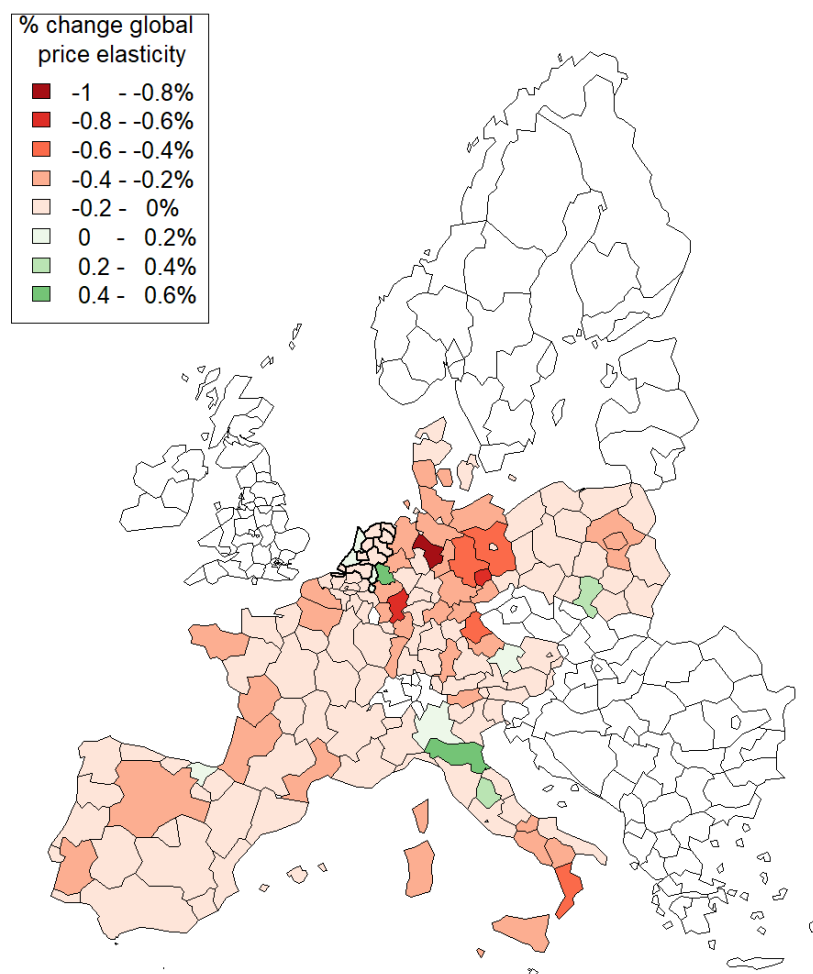 % change global
price elasticity
-1 - -0.8%
-0.8 - -0.6%
-0.6 - -0.4%
-0.4 - -0.2%
-0.2 - 0%
0 - 0.2%
0.2 - 0.4%
0.4 - 0.6%